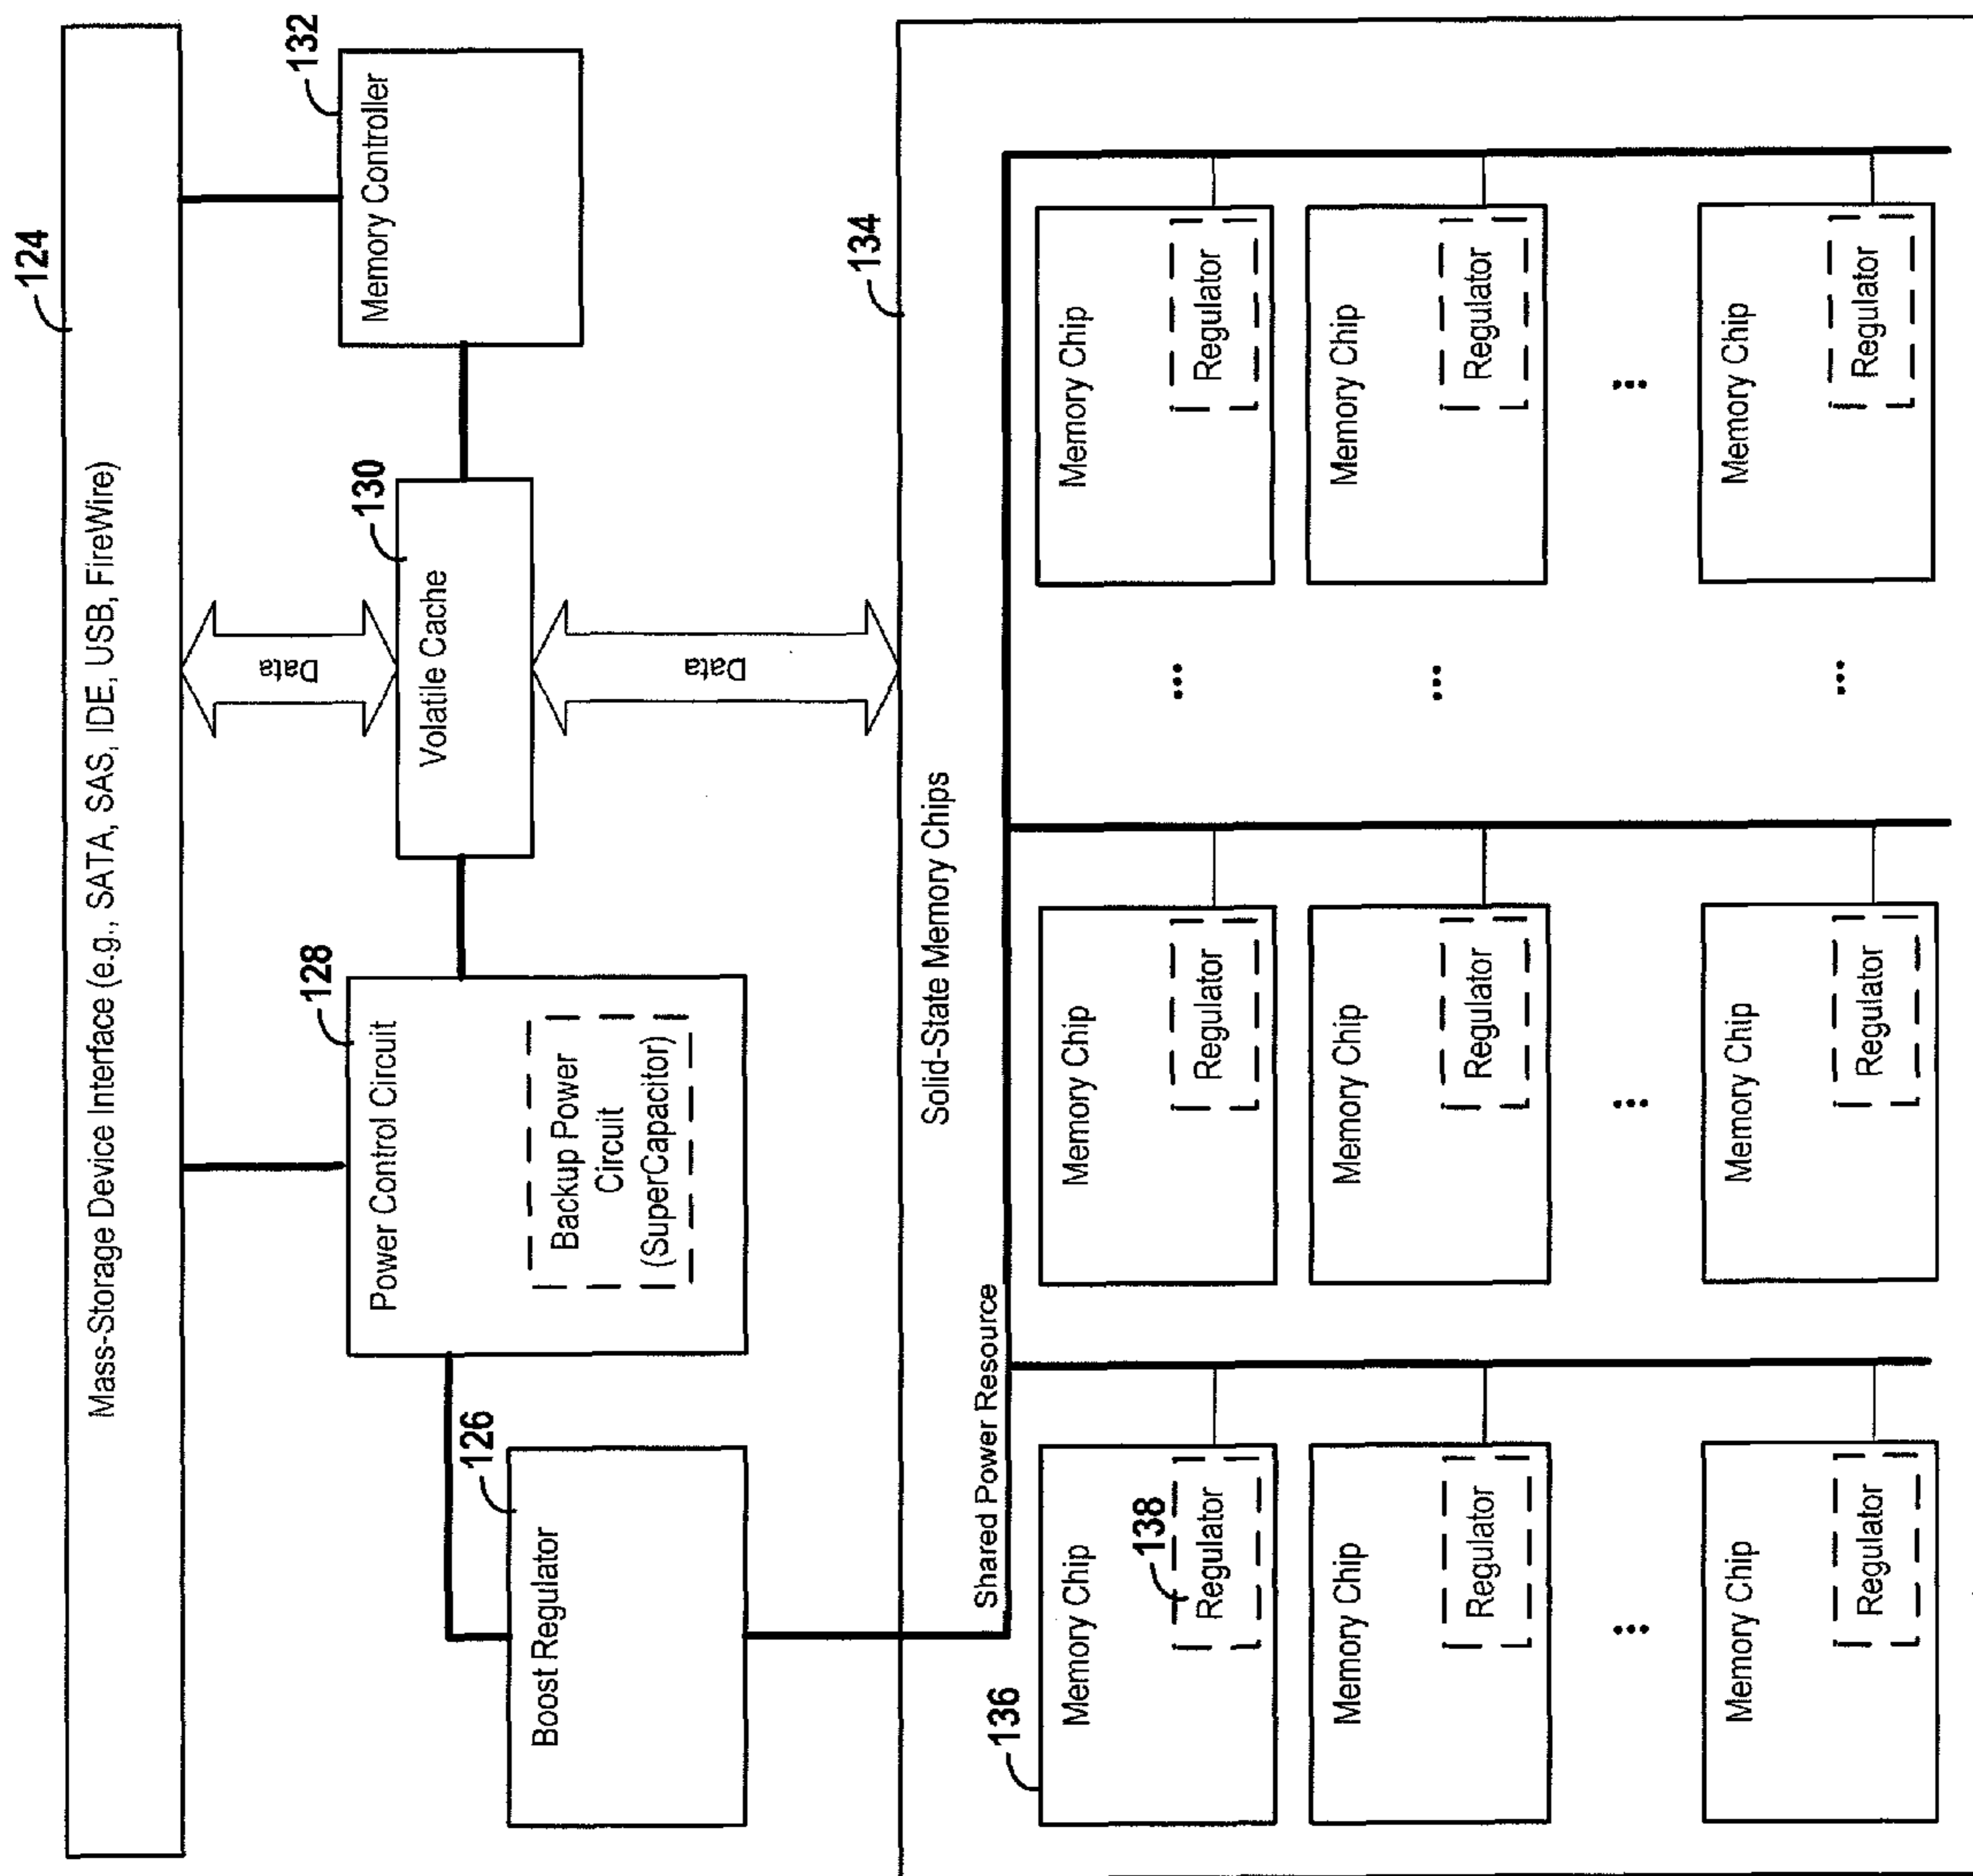 124
Mass-Storage Device Interface (e.g., SATA, SAS, IDE, USB, FireWire)
126
Boost Regulator
128
Power Control Circuit
Backup Power
Circuit
(SuperCapacitor)
130
Volatile Cache
132
Memory Controller
Data
Data
134
Solid-State Memory Chips
Shared Power Resource
136
Memory Chip
138
Regulator
Memory Chip
Regulator
...
Memory Chip
Regulator
Memory Chip
Regulator
Memory Chip
Regulator
...
Memory Chip
Regulator
...
...
...
Memory Chip
Regulator
Memory Chip
Regulator
...
Memory Chip
Regulator